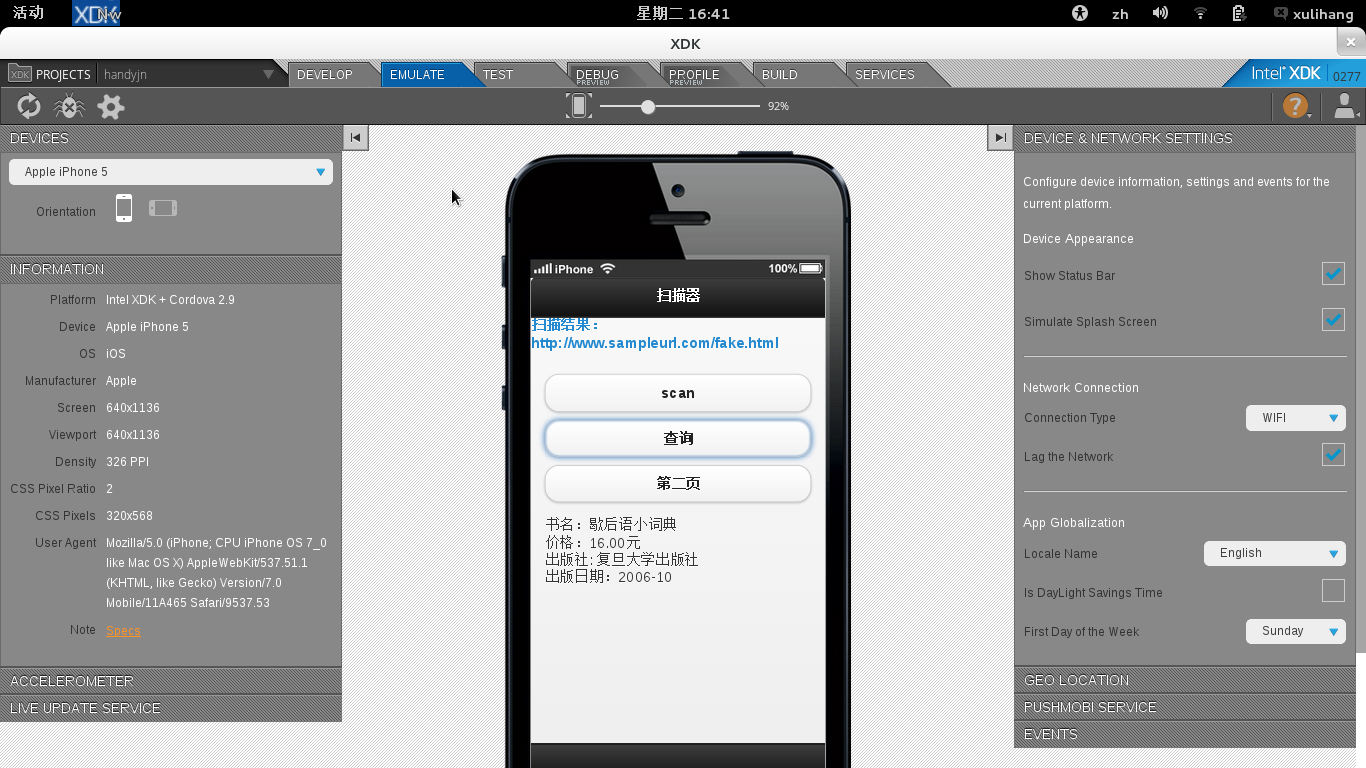 活动
XDK
Nw
星期二 16:41
zh
xulihang
XDK
XDK PROJECTS handyjn
DEVELOP
EMULATE
TEST
DEBUG
PREVIEW
PROFILE
PREVIEW
BUILD
SERVICES
Intel® XDK 0277
92%
?
DEVICES
Apple iPhone 5
Orientation
INFORMATION
Platform Intel XDK + Cordova 2.9
Device Apple iPhone 5
OS iOS
Manufacturer Apple
Screen 640x1136
Viewport 640x1136
Density 326 PPI
CSS Pixel Ratio 2
CSS Pixels 320x568
User Agent Mozilla/5.0 (iPhone; CPU iPhone OS 7_0
like Mac OS X) AppleWebKit/537.51.1
(KHTML, like Gecko) Version/7.0
Mobile/11A465 Safari/9537.53
Note Specs
ACCELEROMETER
LIVE UPDATE SERVICE
iPhone 100%
扫描器
扫描结果：
http://www.sampleurl.com/fake.html
scan
查询
第二页
书名：歇后语小词典
价格：16.00元
出版社:复旦大学出版社
出版日期：2006-10
DEVICE & NETWORK SETTINGS
Configure device information, settings and events for the
current platform.
Device Appearance
Show Status Bar
Simulate Splash Screen
Network Connection
Connection Type WIFI
Lag the Network
App Globalization
Locale Name English
Is DayLight Savings Time
First Day of the Week Sunday
GEO LOCATION
PUSHMOBI SERVICE
EVENTS